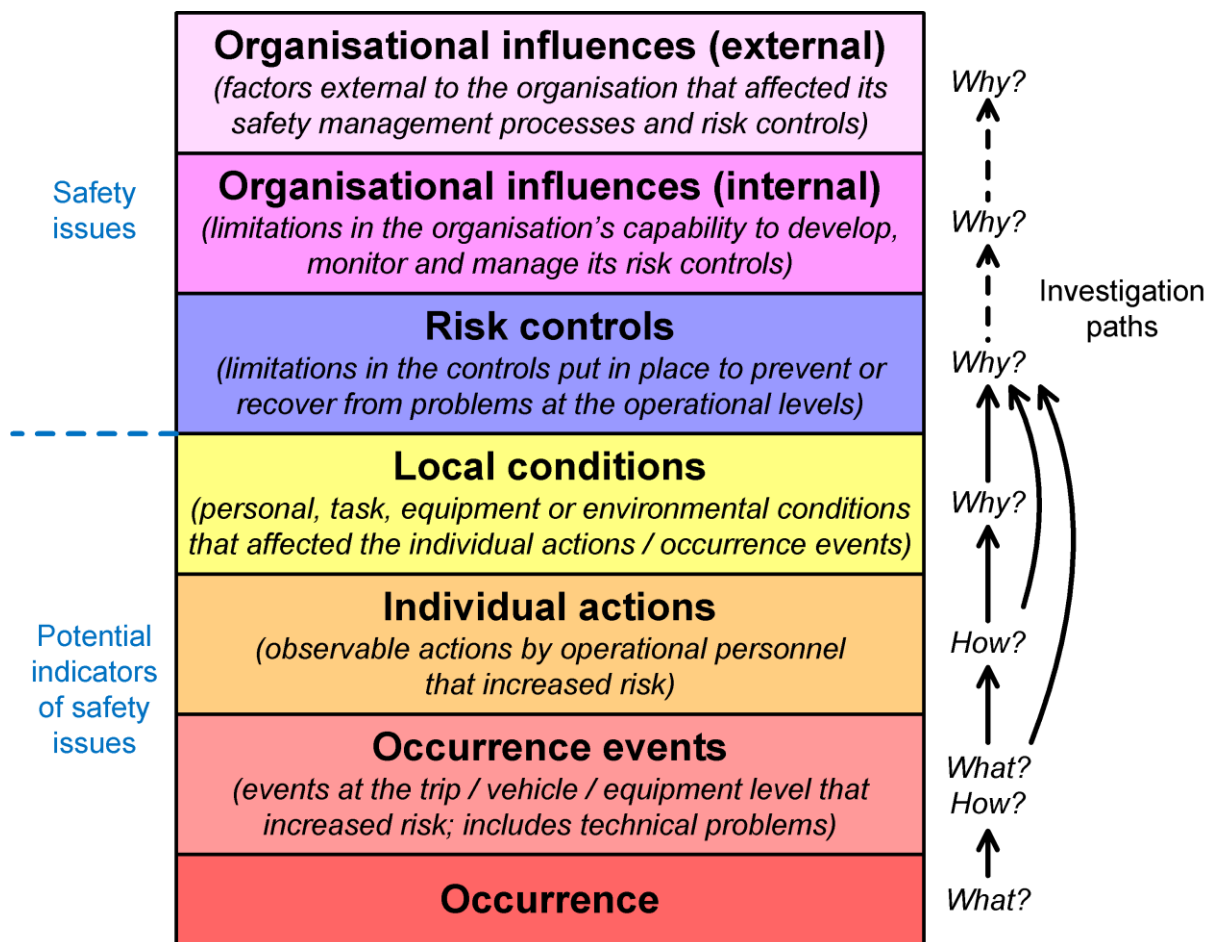 Organisational influences (external)
(factors external to the organisation that affected its
safety management processes and risk controls)
Organisational influences (internal)
(limitations in the organisation's capability to develop,
monitor and manage its risk controls)
Risk controls
(limitations in the controls put in place to prevent or
recover from problems at the operational levels)
Local conditions
(personal, task, equipment or environmental conditions
that affected the individual actions / occurrence events)
Individual actions
(observable actions by operational personnel
that increased risk)
Occurrence events
(events at the trip / vehicle / equipment level that
increased risk; includes technical problems)
Occurrence
Safety
issues
Potential
indicators
of safety
issues
Why?
Why?
Why?
Why?
How?
What?
How?
What?
Investigation
paths